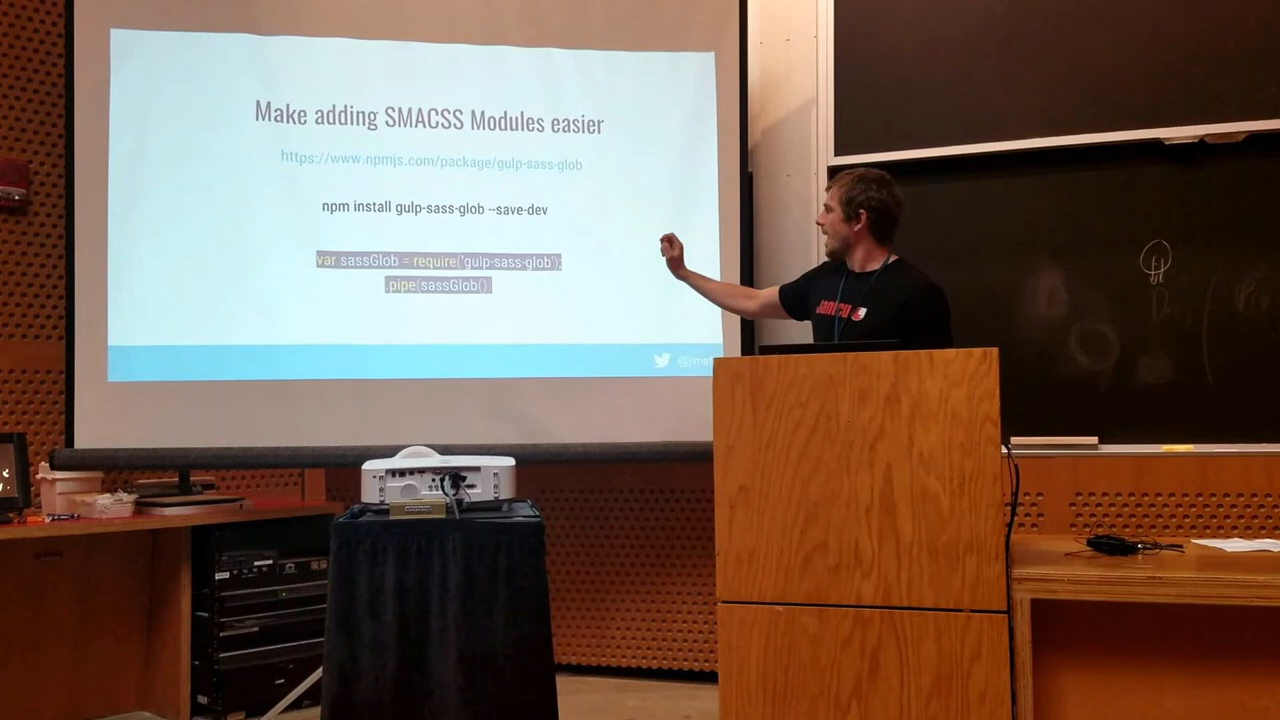 Make adding SMACSS Modules easier
https://www.npmjs.com/package/gulp-sass-glob
npm install gulp-sass-glob --save-dev
var sassGlob = require('gulp-sass-glob');
.pipe(sassGlob()